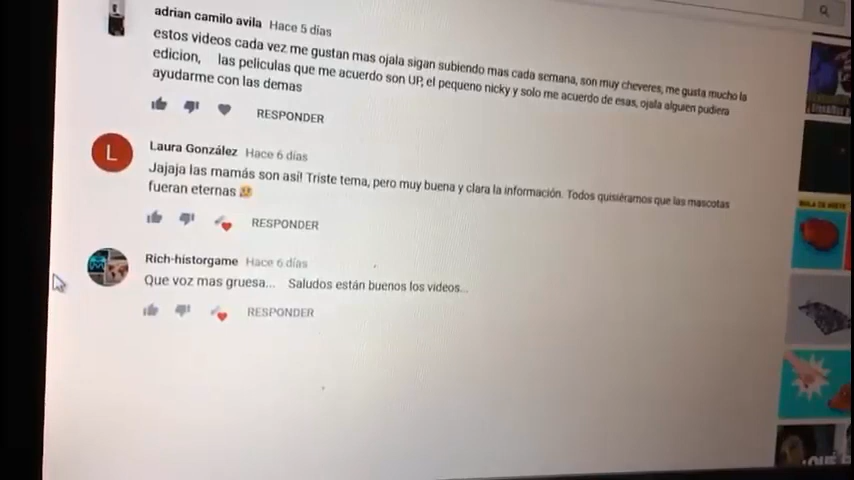 adrian camilo avila Hace 5 días
estos videos cada vez me gustan mas ojala sigan subiendo mas cada semana, son muy cheveres, me gusta mucho la
edicion, las peliculas que me acuerdo son UP, el pequeno nicky y solo me acuerdo de esas, ojala alguien pudiera
ayudarme con las demas
RESPONDER
L
Laura González Hace 6 días
Jajaja las mamás son así! Triste tema, pero muy buena y clara la información. Todos quisiéramos que las mascotas
fueran eternas
RESPONDER
Rich-historgame Hace 6 días
Que voz mas gruesa... Saludos están buenos los videos...
RESPONDER